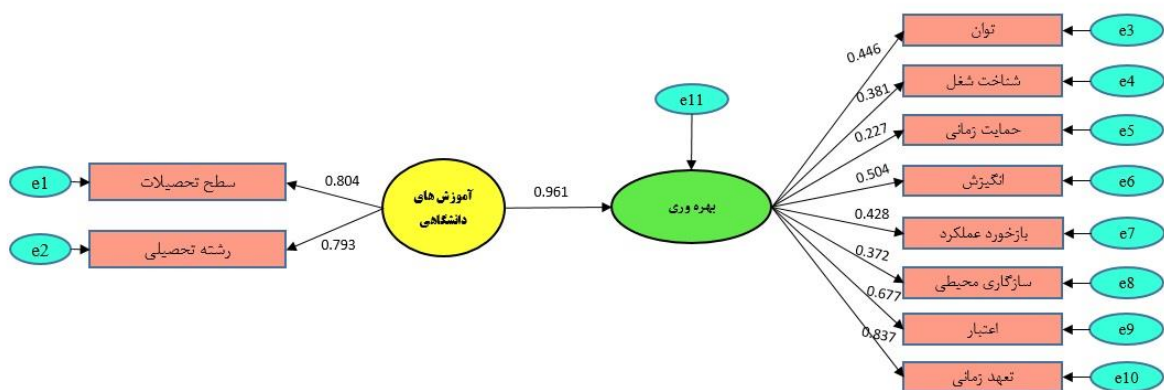 e1
سطح تحصیلات
e2
رشته تحصیلی
0.804
0.793
آموزش های
دانشگاهی
0.961
e11
بهره وری
0.446
توان
e3
0.381
شناخت شغل
e4
0.227
حمایت زمانی
e5
0.504
انگیزش
e6
0.428
بازخورد عملکرد
e7
0.372
سازگاری محیطی
e8
0.677
اعتبار
e9
0.837
تعهد زمانی
e10